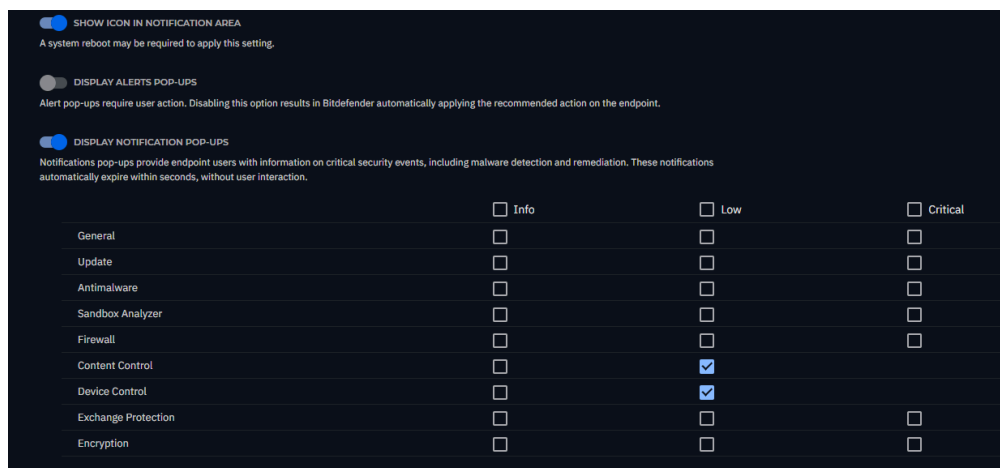 SHOW ICON IN NOTIFICATION AREA
A system reboot may be required to apply this setting.
DISPLAY ALERTS POP-UPS
Alert pop-ups require user action. Disabling this option results in Bitdefender automatically applying the recommended action on the endpoint.
DISPLAY NOTIFICATION POP-UPS
Notifications pop-ups provide endpoint users with information on critical security events, including malware detection and remediation. These notifications
automatically expire within seconds, without user interaction.
Info Low Critical
General
Update
Antimalware
Sandbox Analyzer
Firewall
Content Control
Device Control
Exchange Protection
Encryption